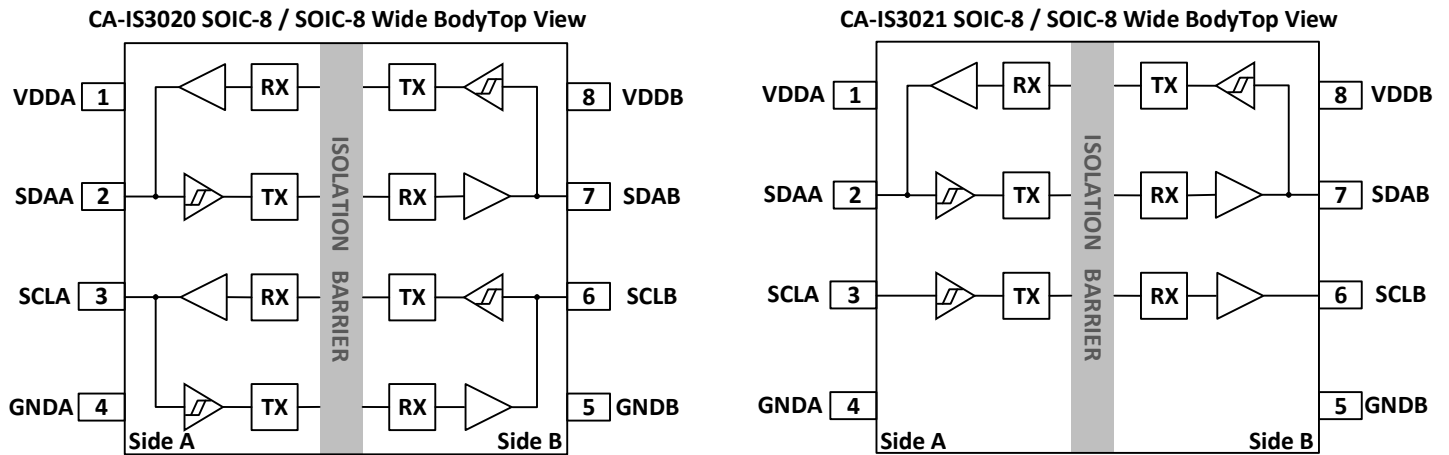 CA-IS3020 SOIC-8 / SOIC-8 Wide BodyTop View
VDDA 1
RX TX
8 VDDB
SDAA 2
TX RX
7 SDAB
SCLA 3
RX TX
6 SCLB
GNDA 4
TX RX
5 GNDB
ISOLATION BARRIER
Side A
Side B
CA-IS3021 SOIC-8 / SOIC-8 Wide BodyTop View
VDDA 1
RX TX
8 VDDB
SDAA 2
TX RX
7 SDAB
SCLA 3
TX RX
6 SCLB
GNDA 4
5 GNDB
ISOLATION BARRIER
Side A
Side B